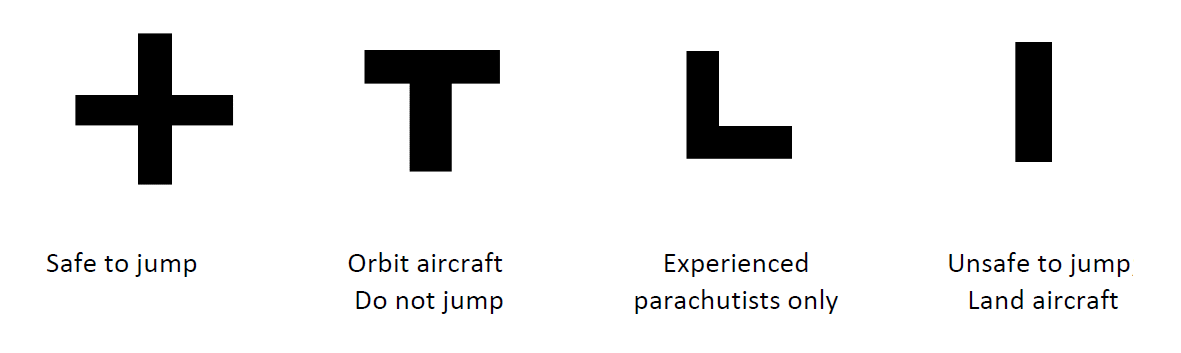 Safe to jump
Orbit aircraft
Do not jump
Experienced
parachutists only
Unsafe to jump
Land aircraft